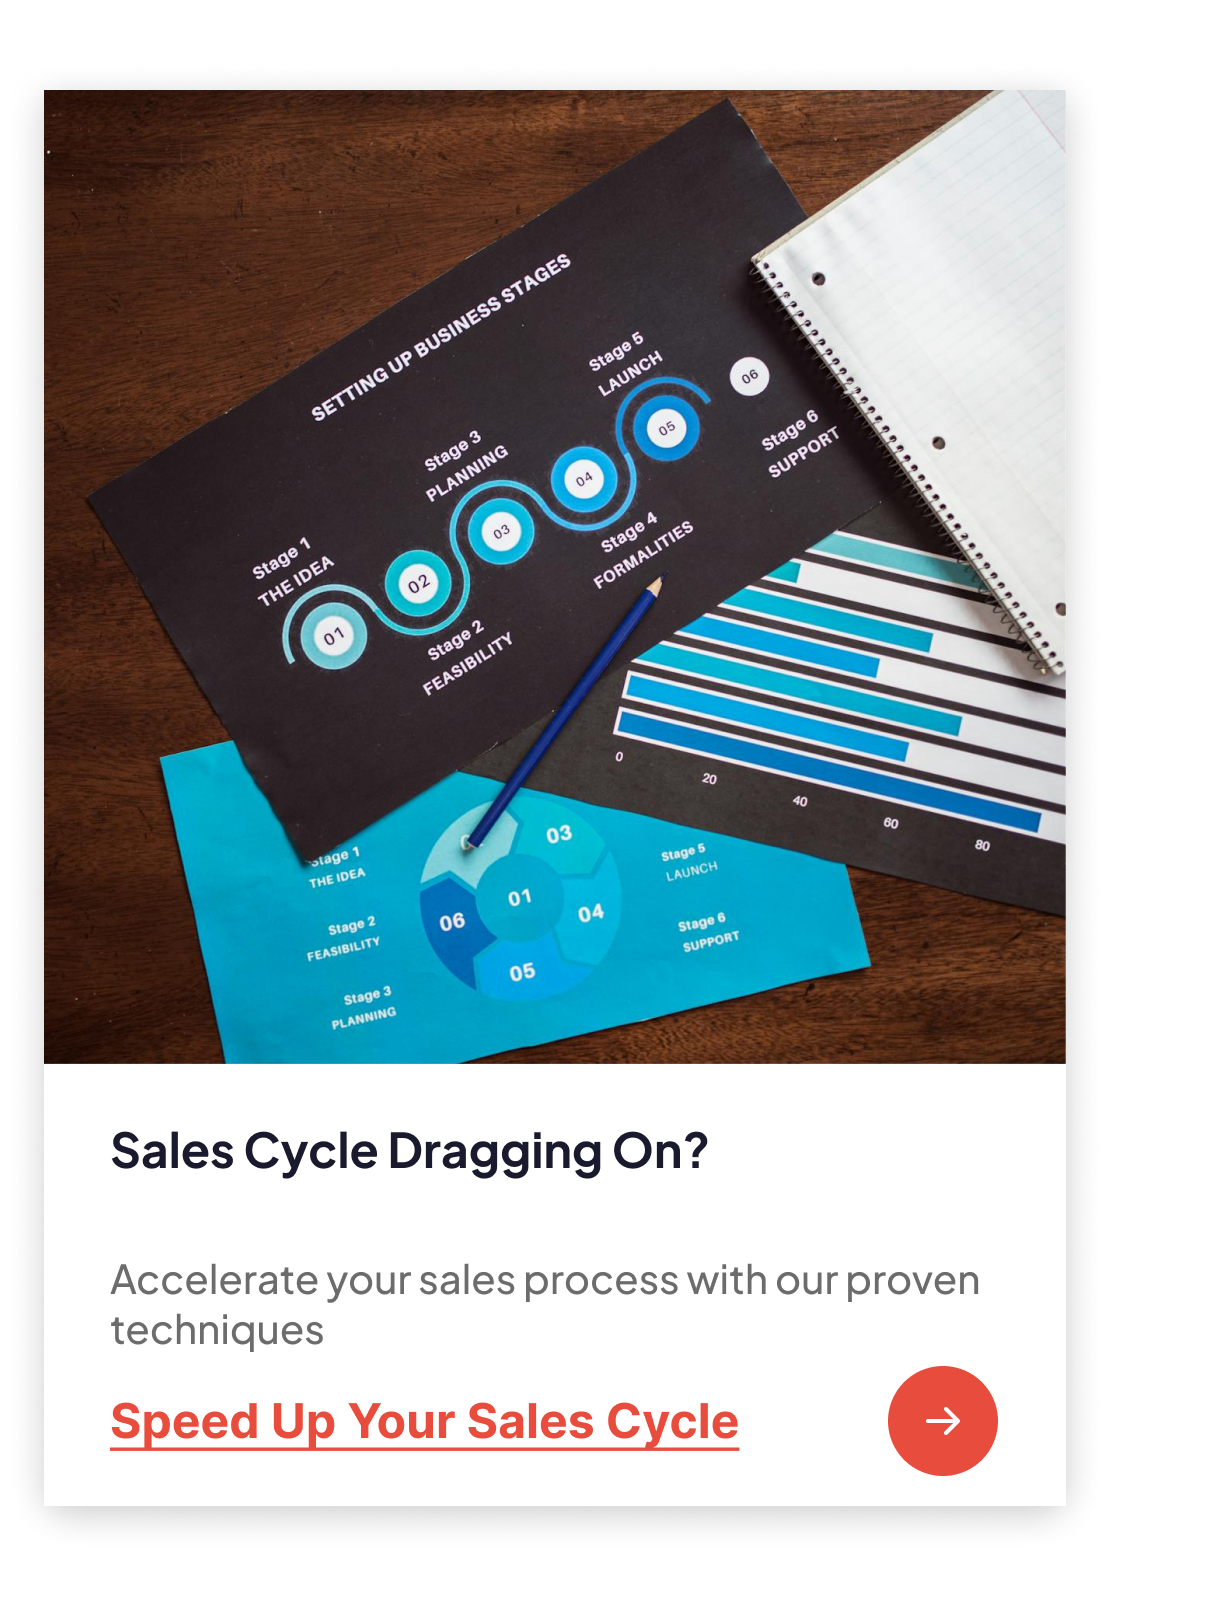 SETTING UP BUSINESS STAGES
Stage 1
THE IDEA
01
02
Stage 2
FEASIBILITY
Stage 3
PLANNING
03
04
Stage 4
FORMALITIES
Stage 5
LAUNCH
05
06
Stage 6
SUPPORT
0
20
40
60
80
Stage 1
THE IDEA
Stage 2
FEASIBILITY
Stage 3
PLANNING
03
01
04
06
05
Stage 5
LAUNCH
Stage 6
SUPPORT
Sales Cycle Dragging On?
Accelerate your sales process with our proven
techniques
Speed Up Your Sales Cycle